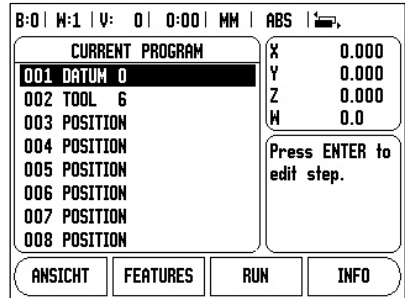 B:0| W:1 | V: 0| 0:00| MM | ABS |
CURRENT PROGRAM
001 DATUM 0
002 TOOL 6
003 POSITION
004 POSITION
005 POSITION
006 POSITION
007 POSITION
008 POSITION
X 0.000
Y 0.000
Z 0.000
W 0.0
Press ENTER to
edit step.
ANSICHT FEATURES RUN INFO